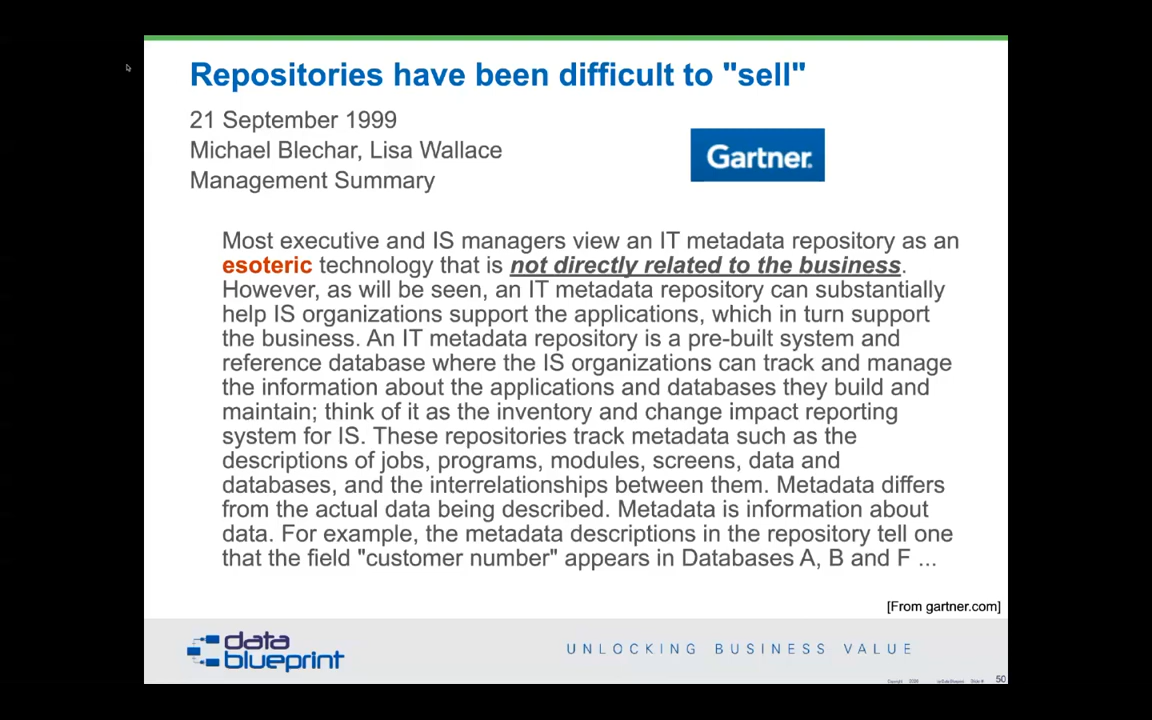 Repositories have been difficult to "sell"
21 September 1999
Michael Blechar, Lisa Wallace
Management Summary
Gartner.
Most executive and IS managers view an IT metadata repository as an
esoteric technology that is not directly related to the business.
However, as will be seen, an IT metadata repository can substantially
help IS organizations support the applications, which in turn support
the business. An IT metadata repository is a pre-built system and
reference database where the IS organizations can track and manage
the information about the applications and databases they build and
maintain; think of it as the inventory and change impact reporting
system for IS. These repositories track metadata such as the
descriptions of jobs, programs, modules, screens, data and
databases, and the interrelationships between them. Metadata differs
from the actual data being described. Metadata is information about
data. For example, the metadata descriptions in the repository tell one
that the field "customer number" appears in Databases A, B and F ...
[From gartner.com]
data
blueprint
UNLOCKING BUSINESS VALUE
Copyright Slide # 50